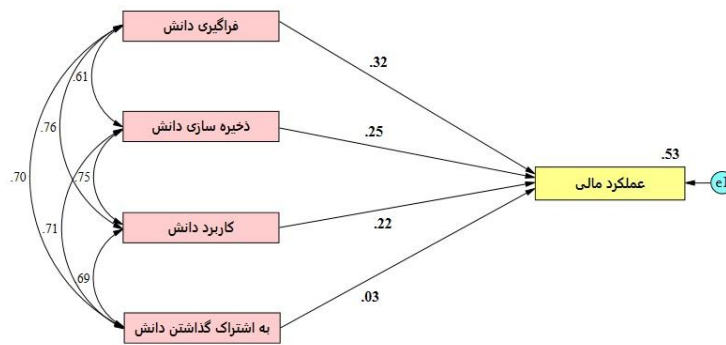 فراگیری دانش
.32
.61
ذخیره سازی دانش
.25
.76
.53
.70
.75
عملکرد مالی
e1
کاربرد دانش
.22
.71
.69
.03
به اشتراک گذاشتن دانش